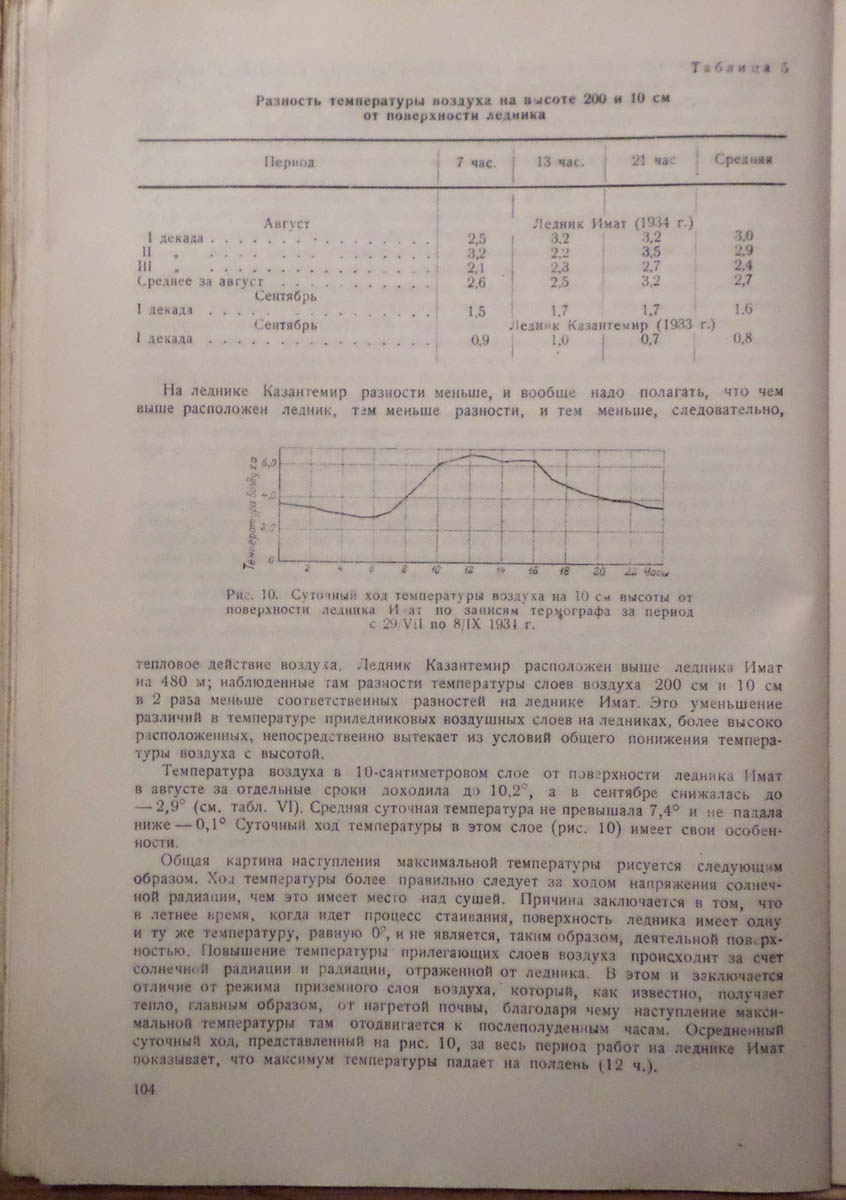 Таблица 5
Разность температуры воздуха на высоте 200 и 10 см
от поверхности ледника
Период 7 час. 13 час. 21 час Средняя
Август Ледник Имат (1934 г.)
I декада . . . . . . . . . . . . . . . . 2,5 3,2 3,2 3,0
II „ . . . . . . . . . . . . . . . 3,2 2,2 3,5 2,9
III „ . . . . . . . . . . . . . . . 2,1 2,3 2,7 2,4
Среднее за август . . . . . . . . . . . 2,6 2,5 3,2 2,7
Сентябрь
I декада . . . . . . . . . . . . . . . . 1,5 1,7 1,7 1.6
Сентябрь Ледник Казантемир (1933 г.)
I декада . . . . . . . . . . . . . . . . 0,9 1,0 0,7 0,8
На леднике Казантемир разности меньше, и вообще надо полагать, что чем
выше расположен ледник, тем меньше разности, и тем меньше, следовательно,
Температура воздуха
6,0
4,0
2,0
0
2 4 6 8 10 12 14 16 18 20 22 Часы
Рис. 10. Суточный ход температуры воздуха на 10 см высоты от
поверхности ледника Имат по записям термографа за период
с 29/VII по 8/IX 1934 г.
тепловое действие воздуха. Ледник Казантемир расположен выше ледника Имат
на 480 м; наблюденные там разности температуры слоев воздуха 200 см и 10 см
в 2 раза меньше соответственных разностей на леднике Имат. Это уменьшение
различий в температуре приледниковых воздушных слоев на ледниках, более высоко
расположенных, непосредственно вытекает из условий общего понижения темпера-
туры воздуха с высотой.
Температура воздуха в 10-сантиметровом слое от поверхности ледника Имат
в августе за отдельные сроки доходила до 10,2°, а в сентябре снижалась до
— 2,9° (см. табл. VI). Средняя суточная температура не превышала 7,4° и не падала
ниже — 0,1° Суточный ход температуры в этом слое (рис. 10) имеет свои особен-
ности.
Общая картина наступления максимальной температуры рисуется следующим
образом. Ход температуры более правильно следует за ходом напряжения солнеч-
ной радиации, чем это имеет место над сушей. Причина заключается в том, что
в летнее время, когда идет процесс стаивания, поверхность ледника имеет одну
и ту же температуру, равную 0°, и не является, таким образом, деятельной поверх-
ностью. Повышение температуры прилегающих слоев воздуха происходит за счет
солнечной радиации и радиации, отраженной от ледника. В этом и заключается
отличие от режима приземного слоя воздуха, который, как известно, получает
тепло, главным образом, от нагретой почвы, благодаря чему наступление макси-
мальной температуры там отодвигается к послеполуденным часам. Осредненный
суточный ход, представленный на рис. 10, за весь период работ на леднике Имат
показывает, что максимум температуры падает на полдень (12 ч.).
104